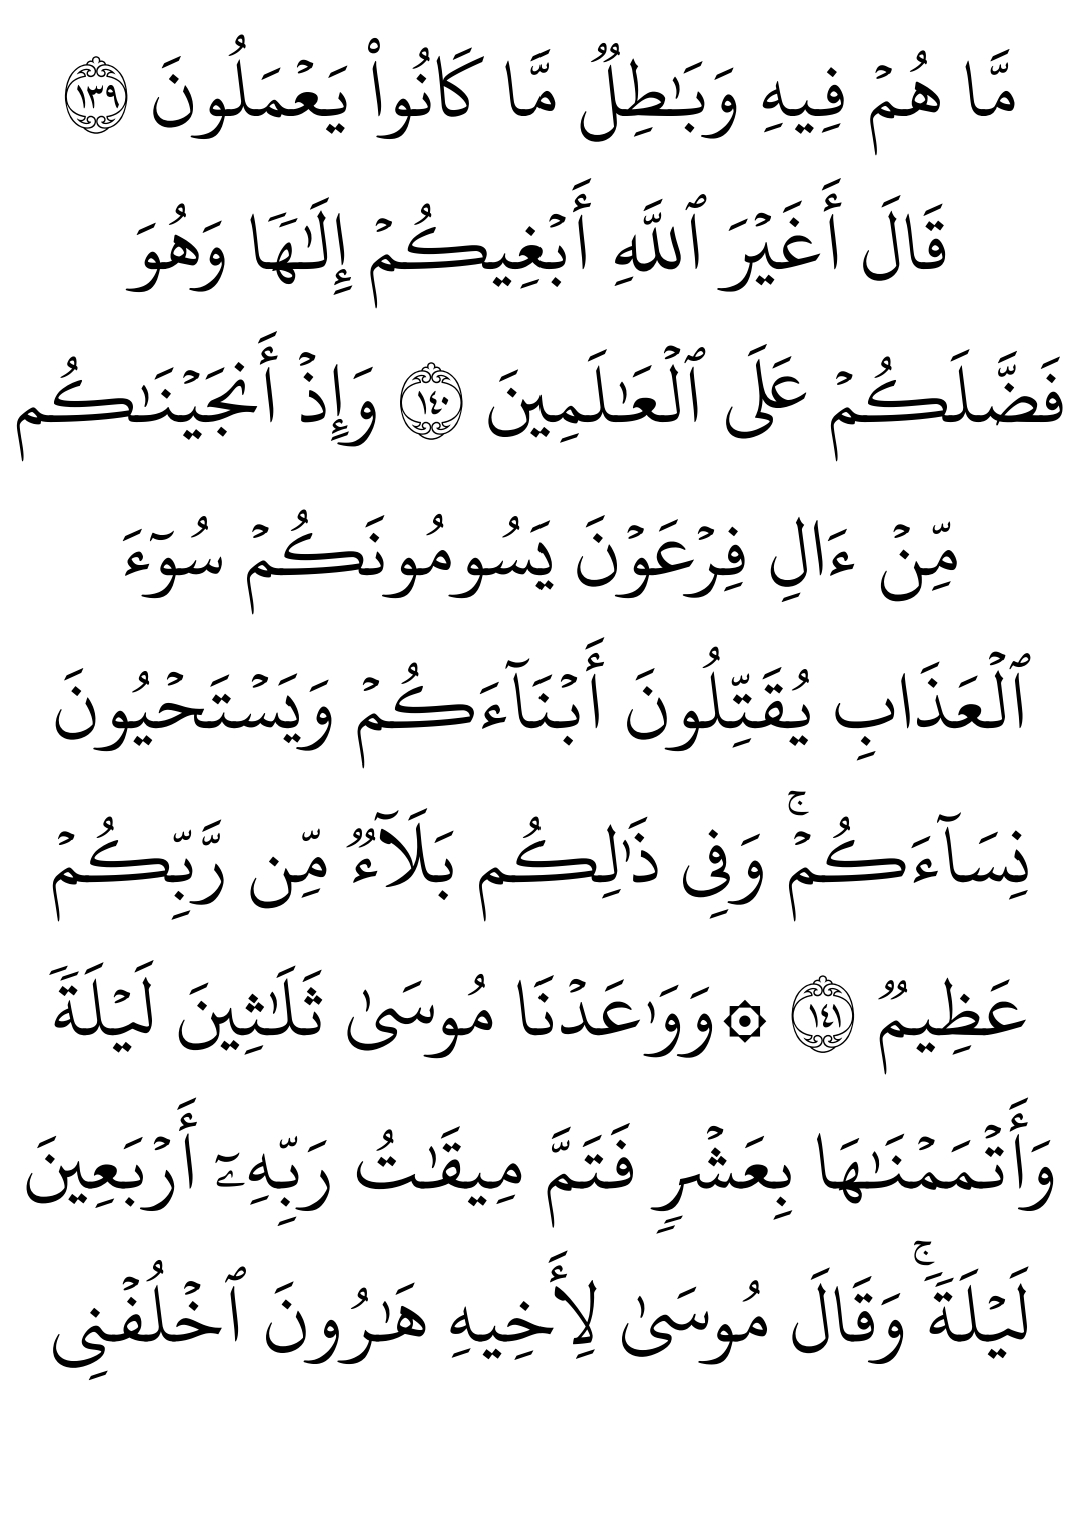 مَّا هُمۡ فِيهِ وَبَٰطِلٞ مَّا كَانُواْ يَعۡمَلُونَ ١٣٩
قَالَ أَغَيۡرَ ٱللَّهِ أَبۡغِيكُمۡ إِلَٰهٗا وَهُوَ
فَضَّلَكُمۡ عَلَى ٱلۡعَٰلَمِينَ ١٤٠ وَإِذۡ أَنجَيۡنَٰكُم
مِّنۡ ءَالِ فِرۡعَوۡنَ يَسُومُونَكُمۡ سُوٓءَ
ٱلۡعَذَابِ يُقَتِّلُونَ أَبۡنَآءَكُمۡ وَيَسۡتَحۡيُونَ
نِسَآءَكُمۡۚ وَفِي ذَٰلِكُم بَلَآءٞ مِّن رَّبِّكُمۡ
عَظِيمٞ ١٤١ ۞وَوَٰعَدۡنَا مُوسَىٰ ثَلَٰثِينَ لَيۡلَةٗ
وَأَتۡمَمۡنَٰهَا بِعَشۡرٖ فَتَمَّ مِيقَٰتُ رَبِّهِۦٓ أَرۡبَعِينَ
لَيۡلَةٗۚ وَقَالَ مُوسَىٰ لِأَخِيهِ هَٰرُونَ ٱخۡلُفۡنِي